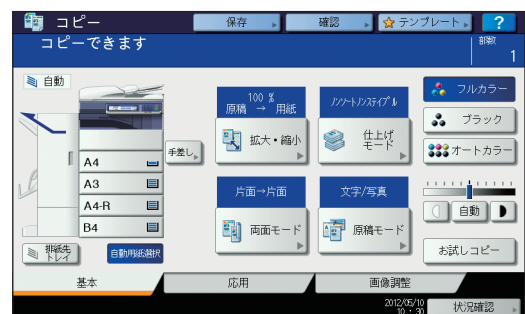 コピー
保存
確認
テンプレート
?
コピーできます
部数
1
自動
100 %
原稿 → 用紙
ノンソート/ノンステイプル
フルカラー
拡大・縮小
仕上げ
モード
ブラック
手差し
オートカラー
A4
A3
片面→片面
文字/写真
A4-R
自動
B4
両面モード
原稿モード
排紙先
トレイ
自動用紙選択
お試しコピー
基本
応用
画像調整
2012/05/10
10 : 30
状況確認